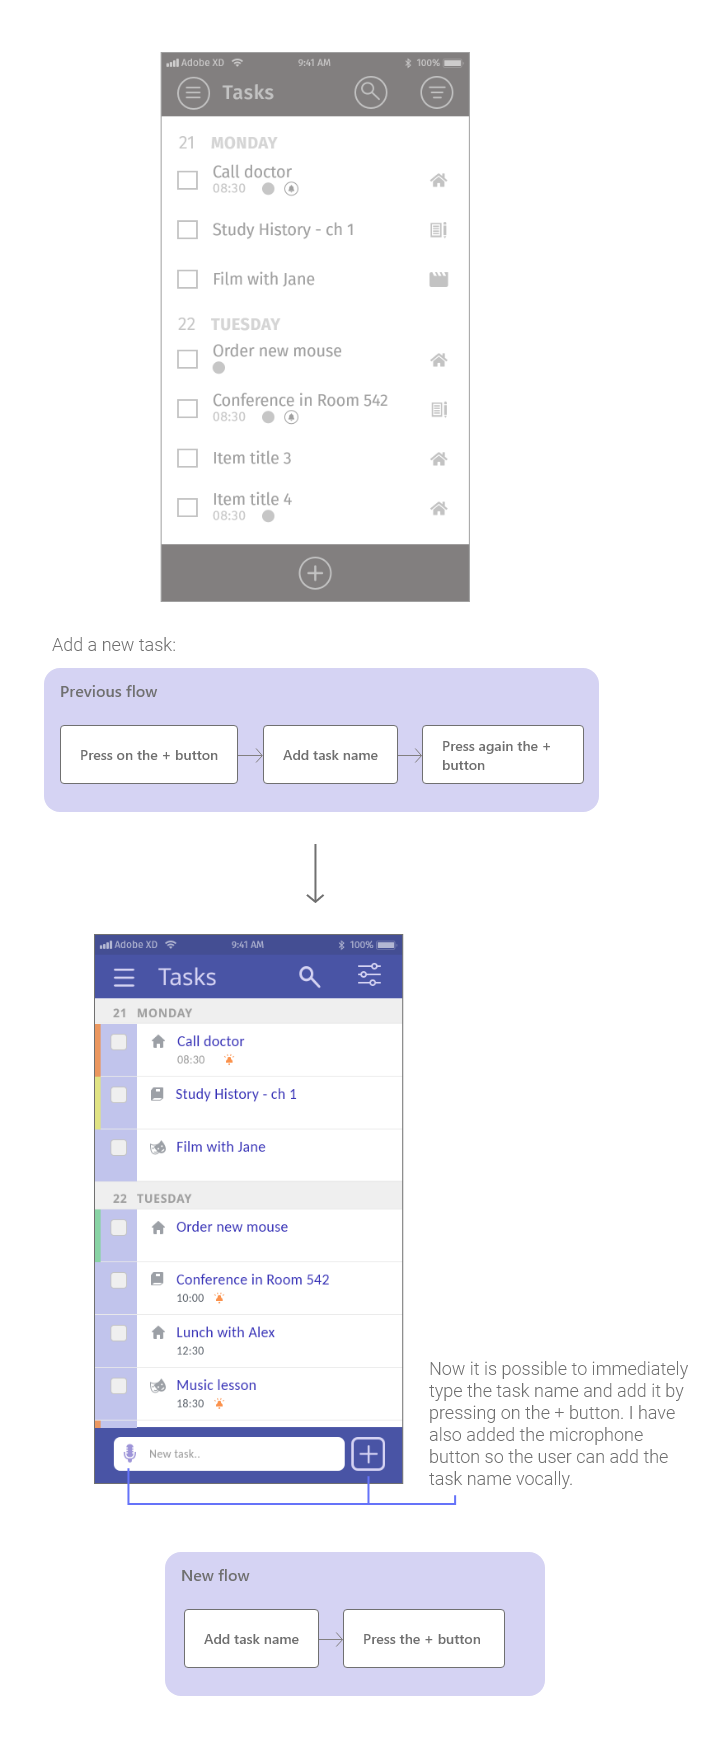 Adobe XD 9:41 AM 100%
Tasks
21 MONDAY
Call doctor
08:30
Study History - ch 1
Film with Jane
22 TUESDAY
Order new mouse
Conference in Room 542
08:30
Item title 3
Item title 4
08:30
Add a new task:
Previous flow
Press on the + button
Add task name
Press again the +
button
Adobe XD 9:41 AM 100%
Tasks
21 MONDAY
Call doctor
08:30
Study History - ch 1
Film with Jane
22 TUESDAY
Order new mouse
Conference in Room 542
10:00
Lunch with Alex
12:30
Music lesson
18:30
New task..
Now it is possible to immediately
type the task name and add it by
pressing on the + button. I have
also added the microphone
button so the user can add the
task name vocally.
New flow
Add task name
Press the + button